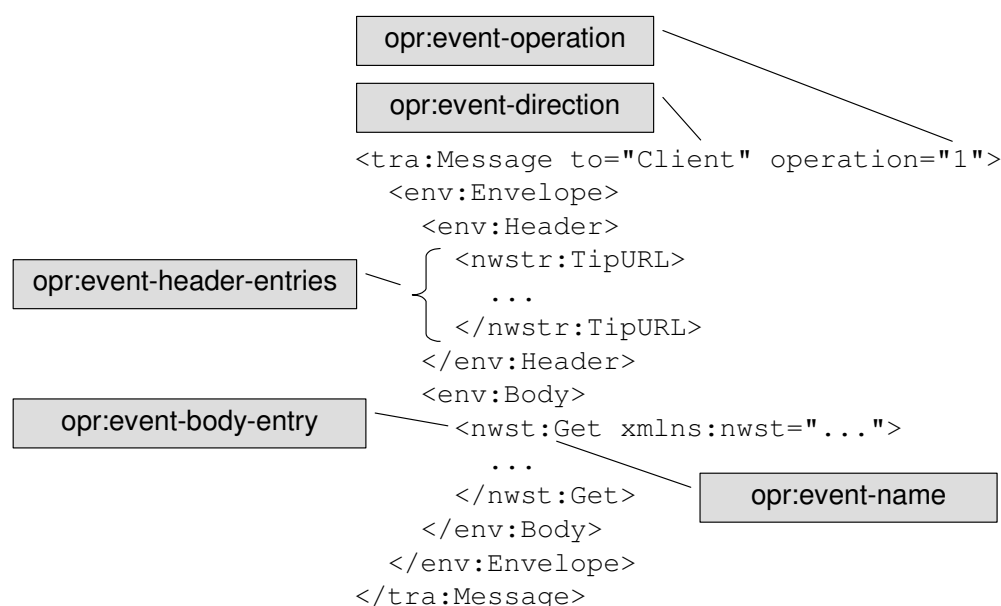 opr:event-operation
opr:event-direction
<tra:Message to="Client" operation="1">
<env:Envelope>
<env:Header>
<nwstr:TipURL>
opr:event-header-entries
...
</nwstr:TipURL>
</env:Header>
<env:Body>
opr:event-body-entry
<nwst:Get xmlns:nwst="...">
...
</nwst:Get>
opr:event-name
</env:Body>
</env:Envelope>
</tra:Message>